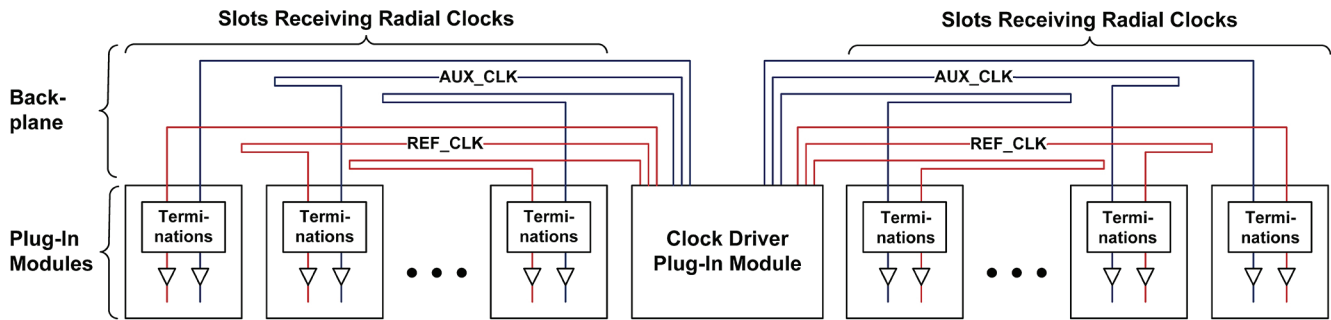 Slots Receiving Radial Clocks
Slots Receiving Radial Clocks
AUX_CLK
AUX_CLK
Back-
plane
REF_CLK
REF_CLK
Plug-In
Modules
Termi-
nations
Termi-
nations
Termi-
nations
Clock Driver
Plug-In Module
Termi-
nations
Termi-
nations
Termi-
nations